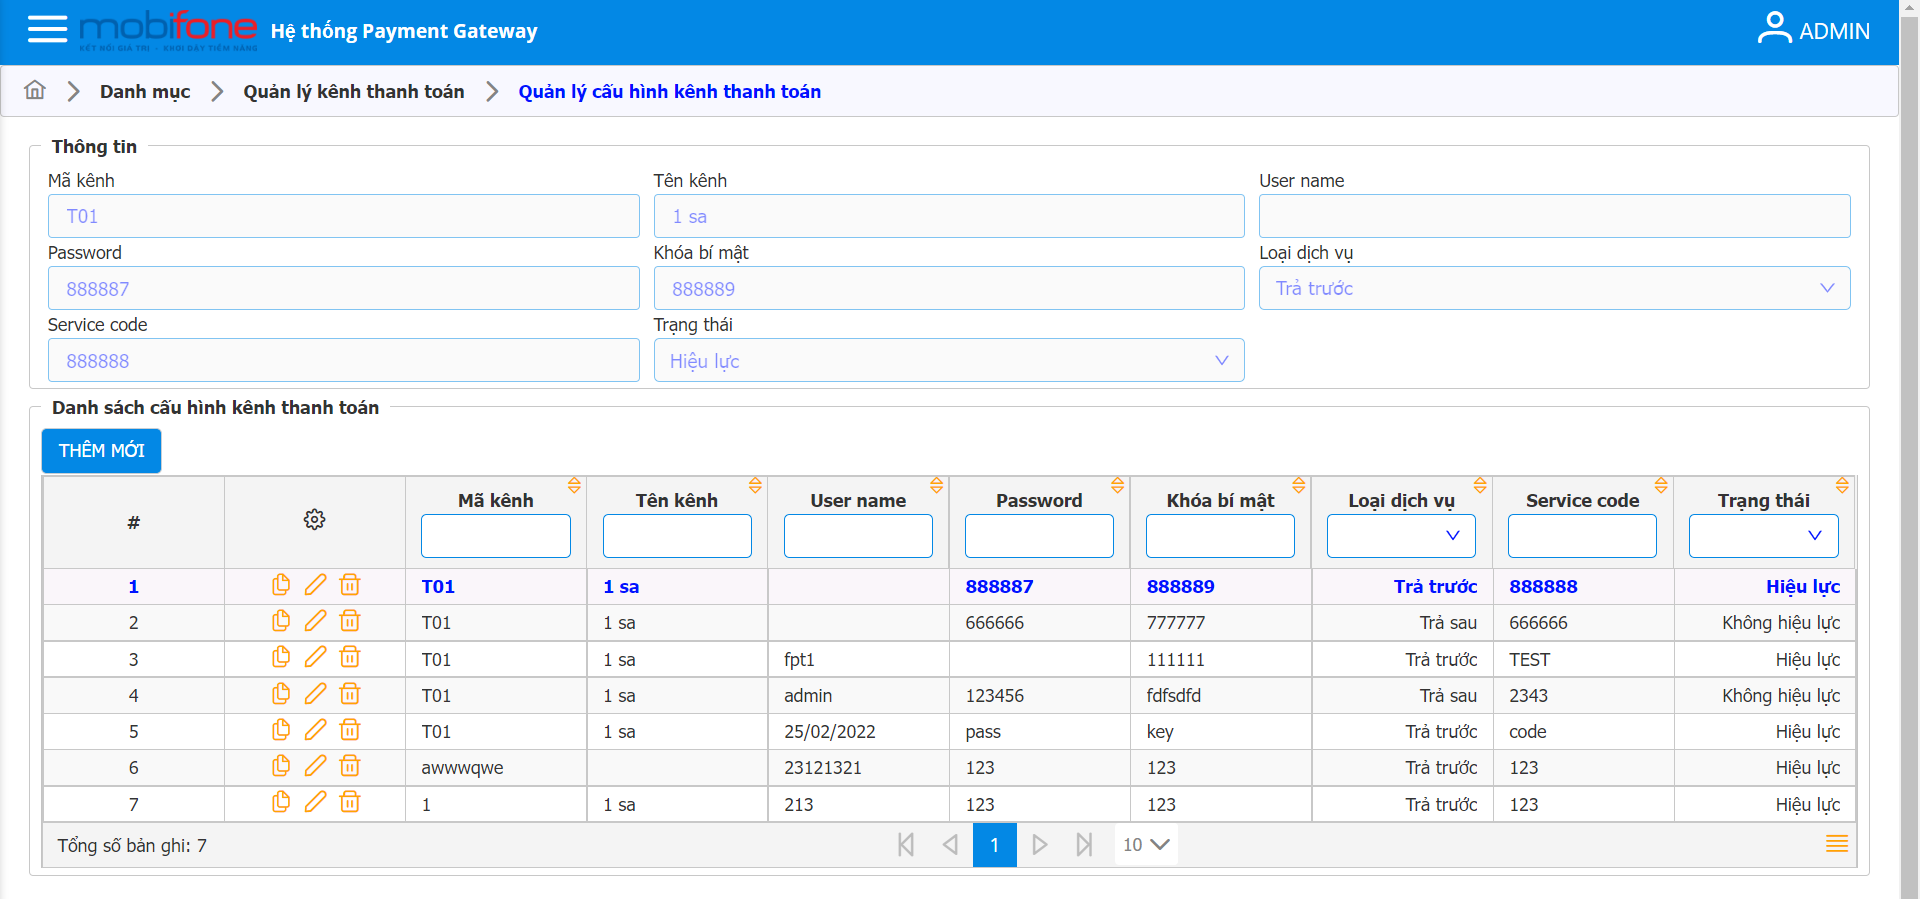 mobifone
KẾT NỐI GIÁ TRỊ - KHƠI DẬY TIỀM NĂNG
Hệ thống Payment Gateway
ADMIN
Danh mục
Quản lý kênh thanh toán
Quản lý cấu hình kênh thanh toán
Thông tin
Mã kênh Tên kênh User name
T01 1 sa
Password Khóa bí mật Loại dịch vụ
888887 888889 Trả trước
Service code Trạng thái
888888 Hiệu lực
Danh sách cấu hình kênh thanh toán
THÊM MỚI
# Mã kênh Tên kênh User name Password Khóa bí mật Loại dịch vụ Service code Trạng thái
1 T01 1 sa 888887 888889 Trả trước 888888 Hiệu lực
2 T01 1 sa 666666 777777 Trả sau 666666 Không hiệu lực
3 T01 1 sa fpt1 111111 Trả trước TEST Hiệu lực
4 T01 1 sa admin 123456 fdfsdfd Trả sau 2343 Không hiệu lực
5 T01 1 sa 25/02/2022 pass key Trả trước code Hiệu lực
6 awwwqwe 23121321 123 123 Trả trước 123 Hiệu lực
7 1 1 sa 213 123 123 Trả trước 123 Hiệu lực
Tổng số bản ghi: 7 1 10